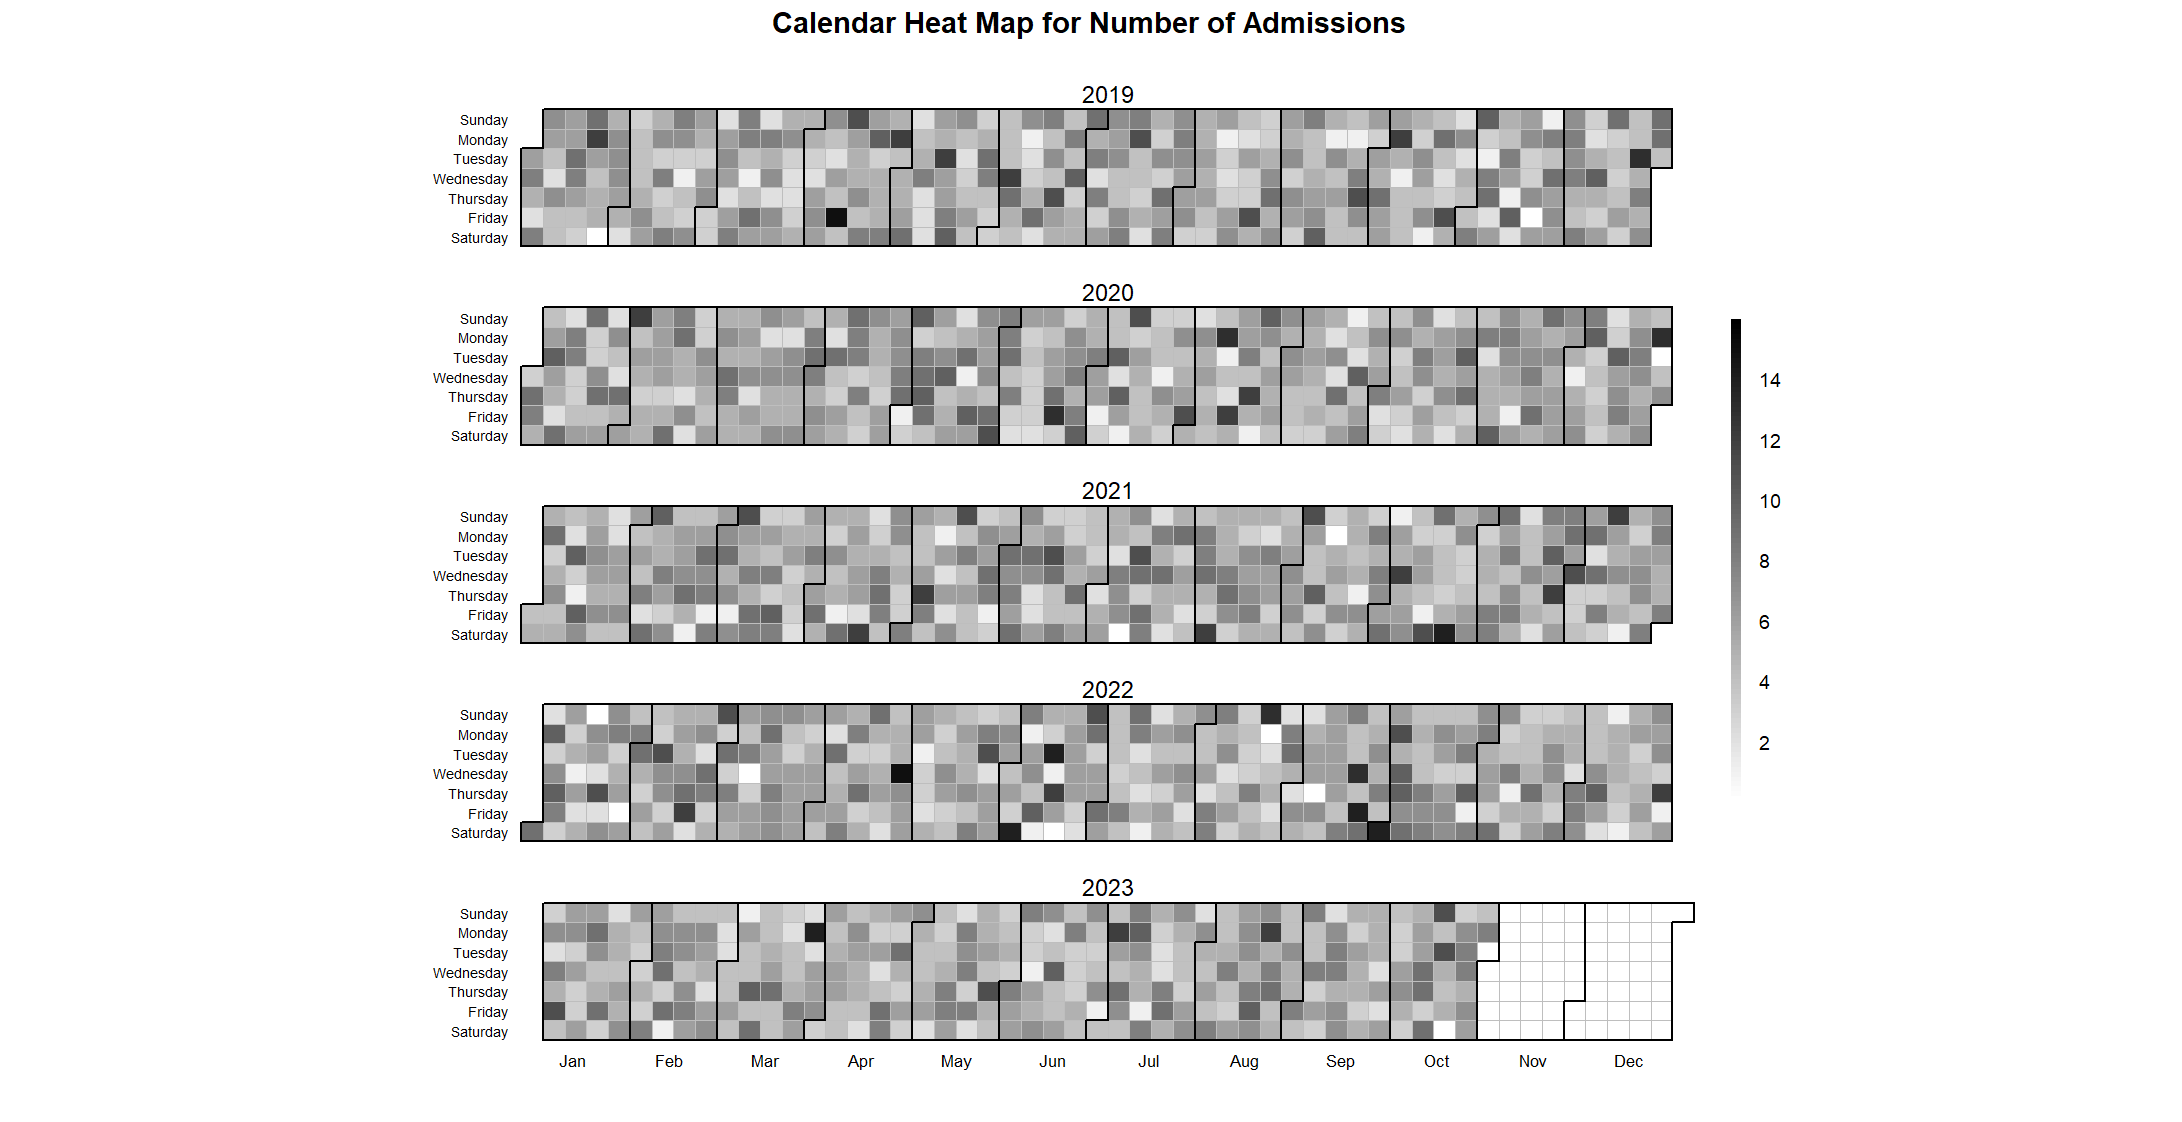 Calendar Heat Map for Number of Admissions
2019
Sunday
Monday
Tuesday
Wednesday
Thursday
Friday
Saturday
2020
Sunday
Monday
Tuesday
Wednesday
Thursday
Friday
Saturday
2021
Sunday
Monday
Tuesday
Wednesday
Thursday
Friday
Saturday
2022
Sunday
Monday
Tuesday
Wednesday
Thursday
Friday
Saturday
2023
Sunday
Monday
Tuesday
Wednesday
Thursday
Friday
Saturday
Jan Feb Mar Apr May Jun Jul Aug Sep Oct Nov Dec
14
12
10
8
6
4
2